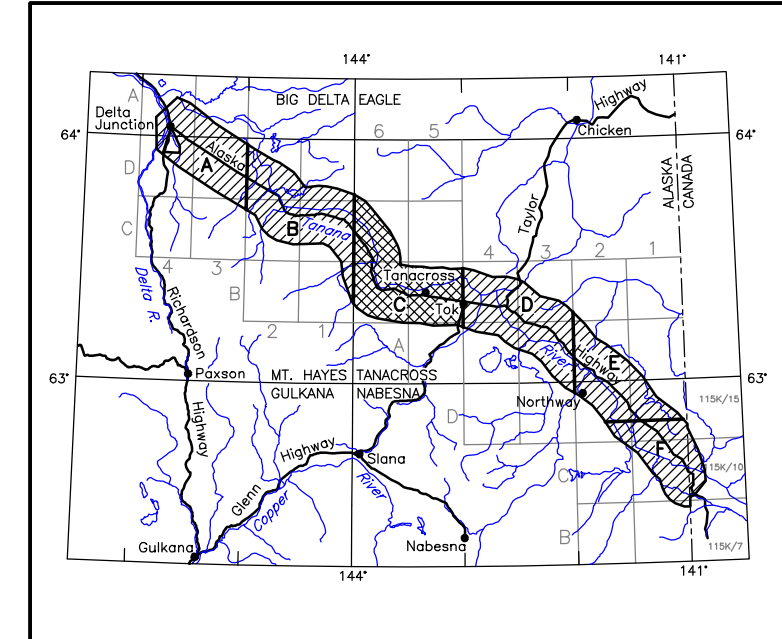 144°
141°
A
BIG DELTA
EAGLE
Highway
Delta
Junction
64°
6
5
Chicken
64°
Alaska
D
A
ALASKA
CANADA
Taylor
C
B
Tanana
4
3
2
1
4
3
Tanacross
Delta R.
B
C
Tok
D
Richardson
2
1
A
River
Highway
E
Paxson
MT. HAYES
TANACROSS
63°
63°
GULKANA
NABESNA
Northway
115K/15
Highway
D
Highway
Slana
F
115K/10
Glenn
Copper
River
C
Gulkana
Nabesna
B
115K/7
144°
141°